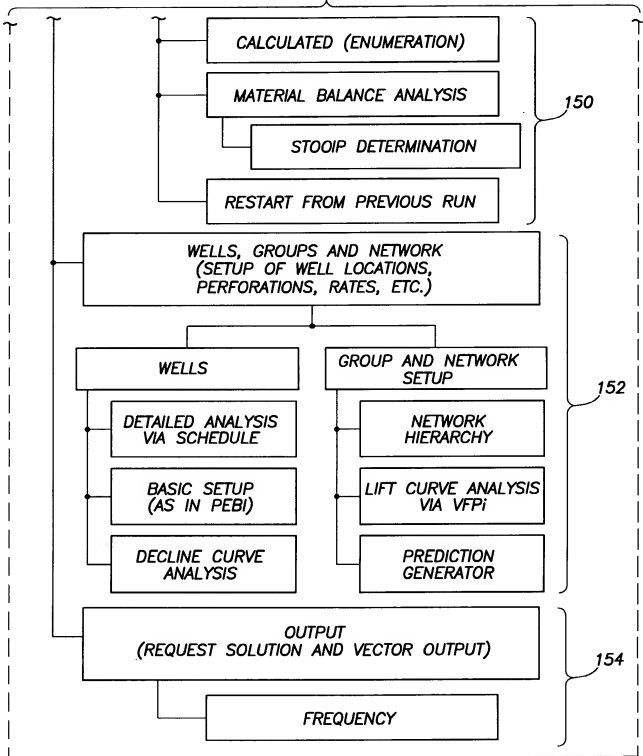 CALCULATED (ENUMERATION)
MATERIAL BALANCE ANALYSIS
150
STOOIP DETERMINATION
RESTART FROM PREVIOUS RUN
WELLS, GROUPS AND NETWORK
(SETUP OF WELL LOCATIONS,
PERFORATIONS, RATES, ETC.)
WELLS
GROUP AND NETWORK
SETUP
152
DETAILED ANALYSIS
VIA SCHEDULE
NETWORK
HIERARCHY
BASIC SETUP
(AS IN PEBI)
LIFT CURVE ANALYSIS
VIA VFPi
DECLINE CURVE
ANALYSIS
PREDICTION
GENERATOR
OUTPUT
(REQUEST SOLUTION AND VECTOR OUTPUT)
154
FREQUENCY